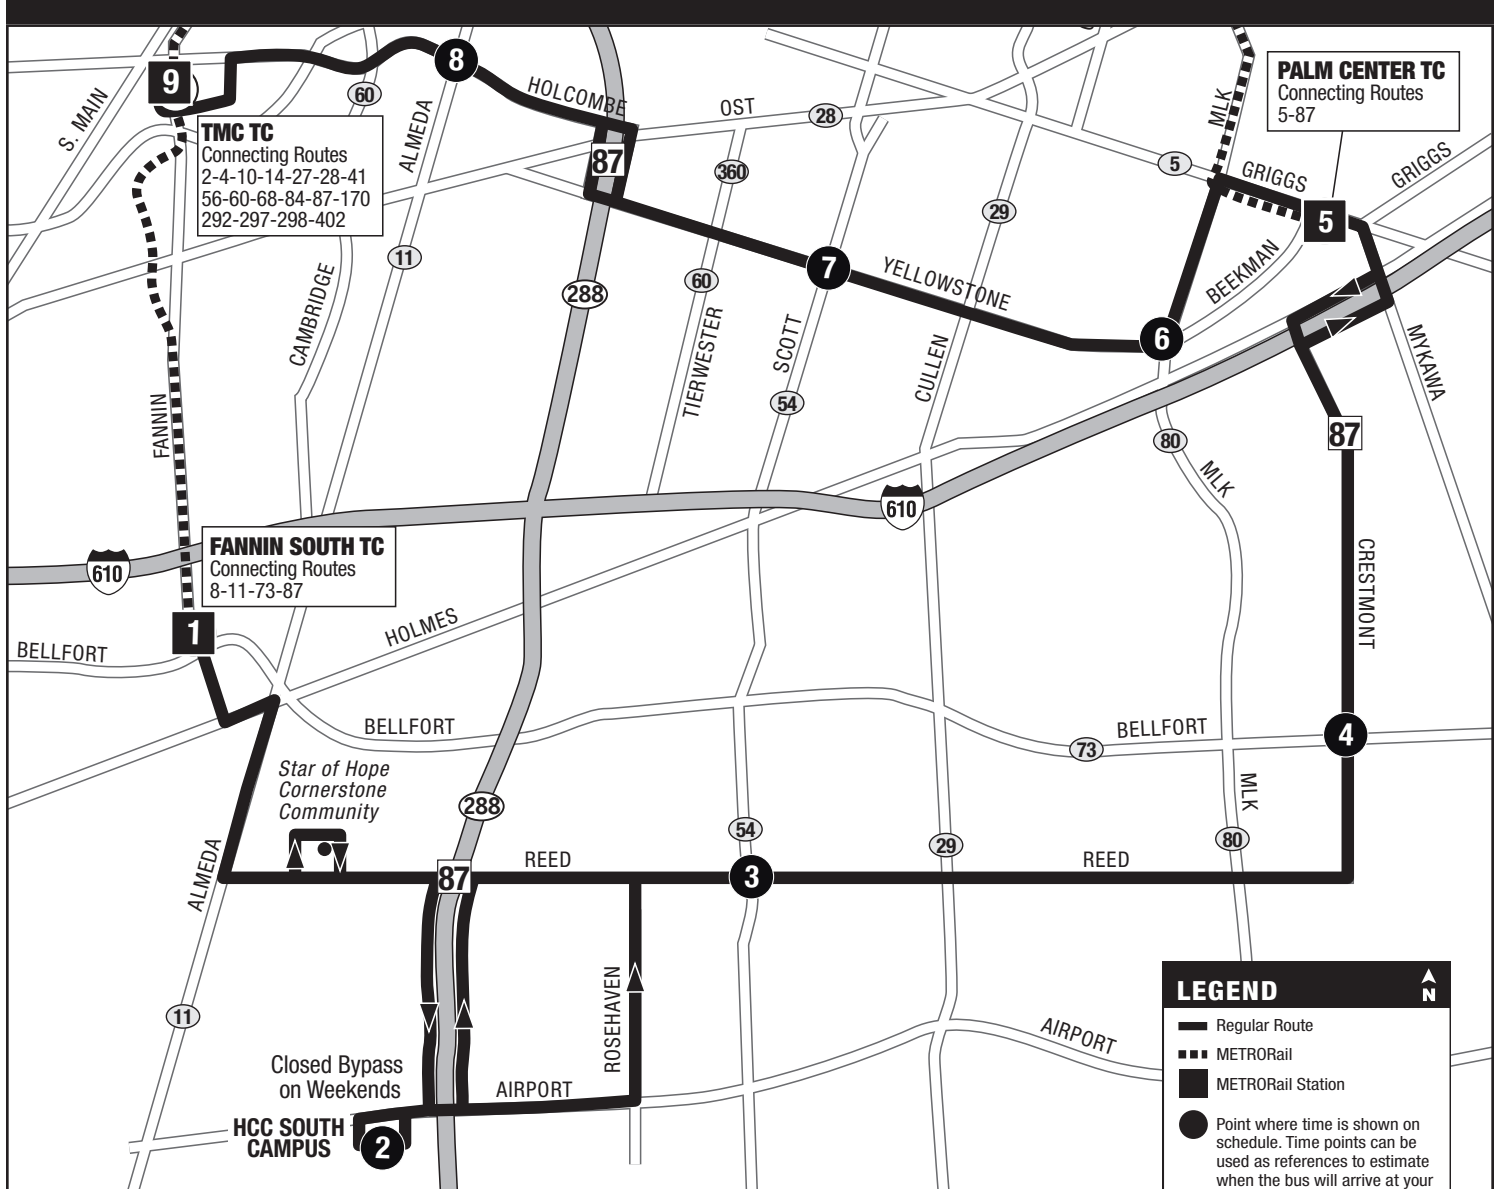 9
8
S. MAIN
60
ALMEDA
HOLCOMBE
OST
28
MLK
PALM CENTER TC
Connecting Routes
5-87
TMC TC
Connecting Routes
2-4-10-14-27-28-41
56-60-68-84-87-170
292-297-298-402
87
360
5
GRIGGS
GRIGGS
5
29
11
CAMBRIDGE
288
60
7
YELLOWSTONE
BEEKMAN
6
TIERWESTER
SCOTT
CULLEN
MYKAWA
FANNIN
54
80
87
MLK
610
610
FANNIN SOUTH TC
Connecting Routes
8-11-73-87
CRESTMONT
1
BELLFORT
HOLMES
BELLFORT
73
BELLFORT
4
Star of Hope
Cornerstone
Community
288
MLK
54
29
80
ALMEDA
87
REED
3
REED
11
ROSEHAVEN
AIRPORT
Closed Bypass
on Weekends
AIRPORT
HCC SOUTH
CAMPUS
2
LEGEND
N
Regular Route
METRORail
METRORail Station
Point where time is shown on
schedule. Time points can be
used as references to estimate
when the bus will arrive at your